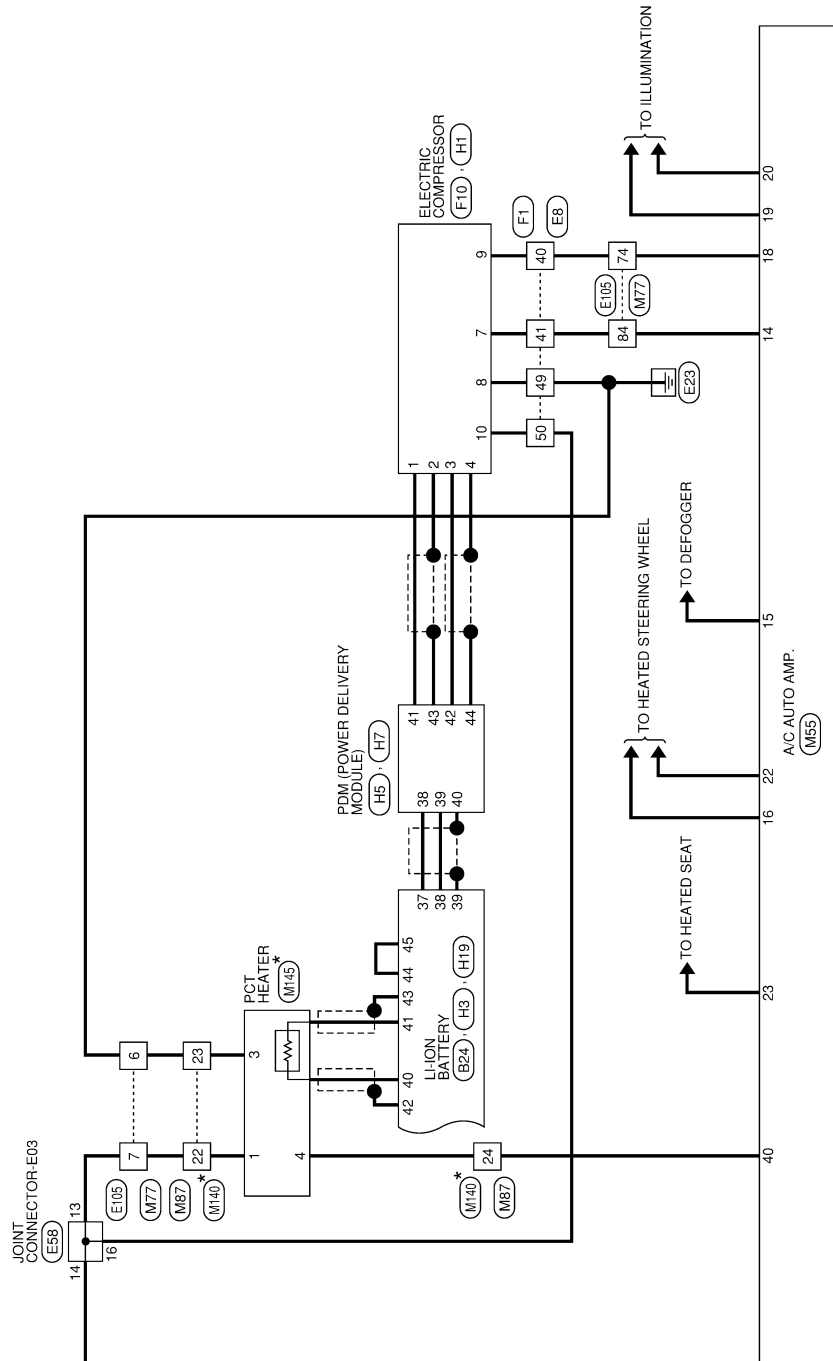 JOINT
CONNECTOR-E03
E58
14
13
16
E105
M77
M87
*
M140
7
6
22
23
PCT
HEATER
*
M145
1
3
4
*
M140
M87
24
LI-ION
BATTERY
B24 , H3 , H19
42
40
41
43
44
45
37
38
39
PDM (POWER DELIVERY
MODULE)
H5 , H7
38
39
40
41
43
42
44
ELECTRIC
COMPRESSOR
F10 , H1
1
2
3
4
10
8
7
9
F1
E8
50
49
41
40
E105
M77
84
74
E23
TO HEATED SEAT
TO HEATED STEERING WHEEL
TO DEFOGGER
TO ILLUMINATION
40
23
16
22
15
14
18
19
20
A/C AUTO AMP.
M55